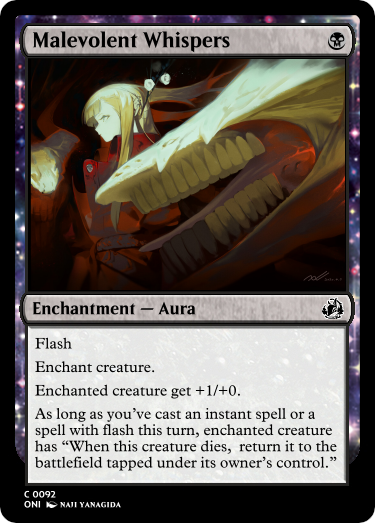 Malevolent Whispers
Enchantment — Aura
Flash
Enchant creature.
Enchanted creature get +1/+0.
As long as you've cast an instant spell or a
spell with flash this turn, enchanted creature
has “When this creature dies,  return it to the
battlefield tapped under its owner's control.”
C 0092
ONI NAJI YANAGIDA